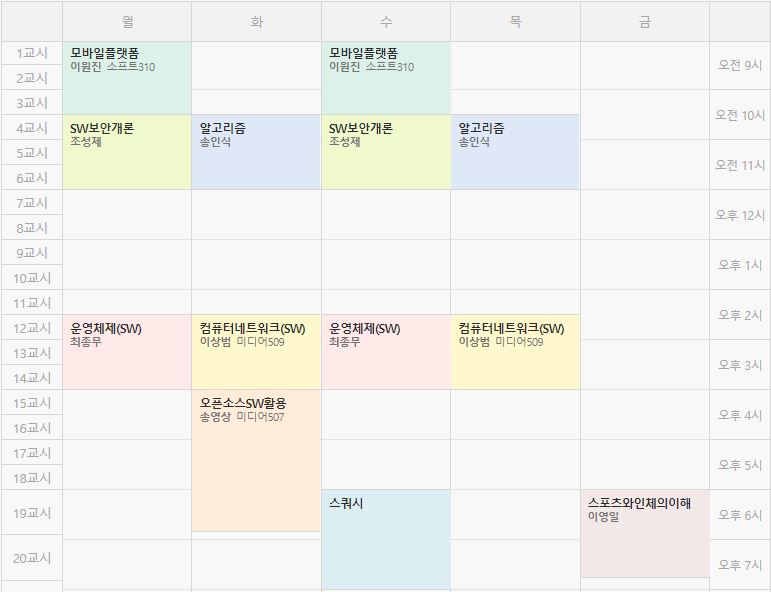 월 화 수 목 금
1교시
모바일플랫폼 모바일플랫폼
이원진 소프트310 이원진 소프트310
오전 9시
2교시
3교시
오전 10시
4교시
SW보안개론 알고리즘 SW보안개론 알고리즘
조성제 송인식 조성제 송인식
5교시
오전 11시
6교시
7교시
오후 12시
8교시
9교시
오후 1시
10교시
11교시
오후 2시
12교시
운영체제(SW) 컴퓨터네트워크(SW) 운영체제(SW) 컴퓨터네트워크(SW)
최종무 이상범 미디어509 최종무 이상범 미디어509
13교시
오후 3시
14교시
15교시
오픈소스SW활용
송영상 미디어507
오후 4시
16교시
17교시
오후 5시
18교시
스쿼시 스포츠와인체의이해
이영일
19교시
오후 6시
20교시
오후 7시